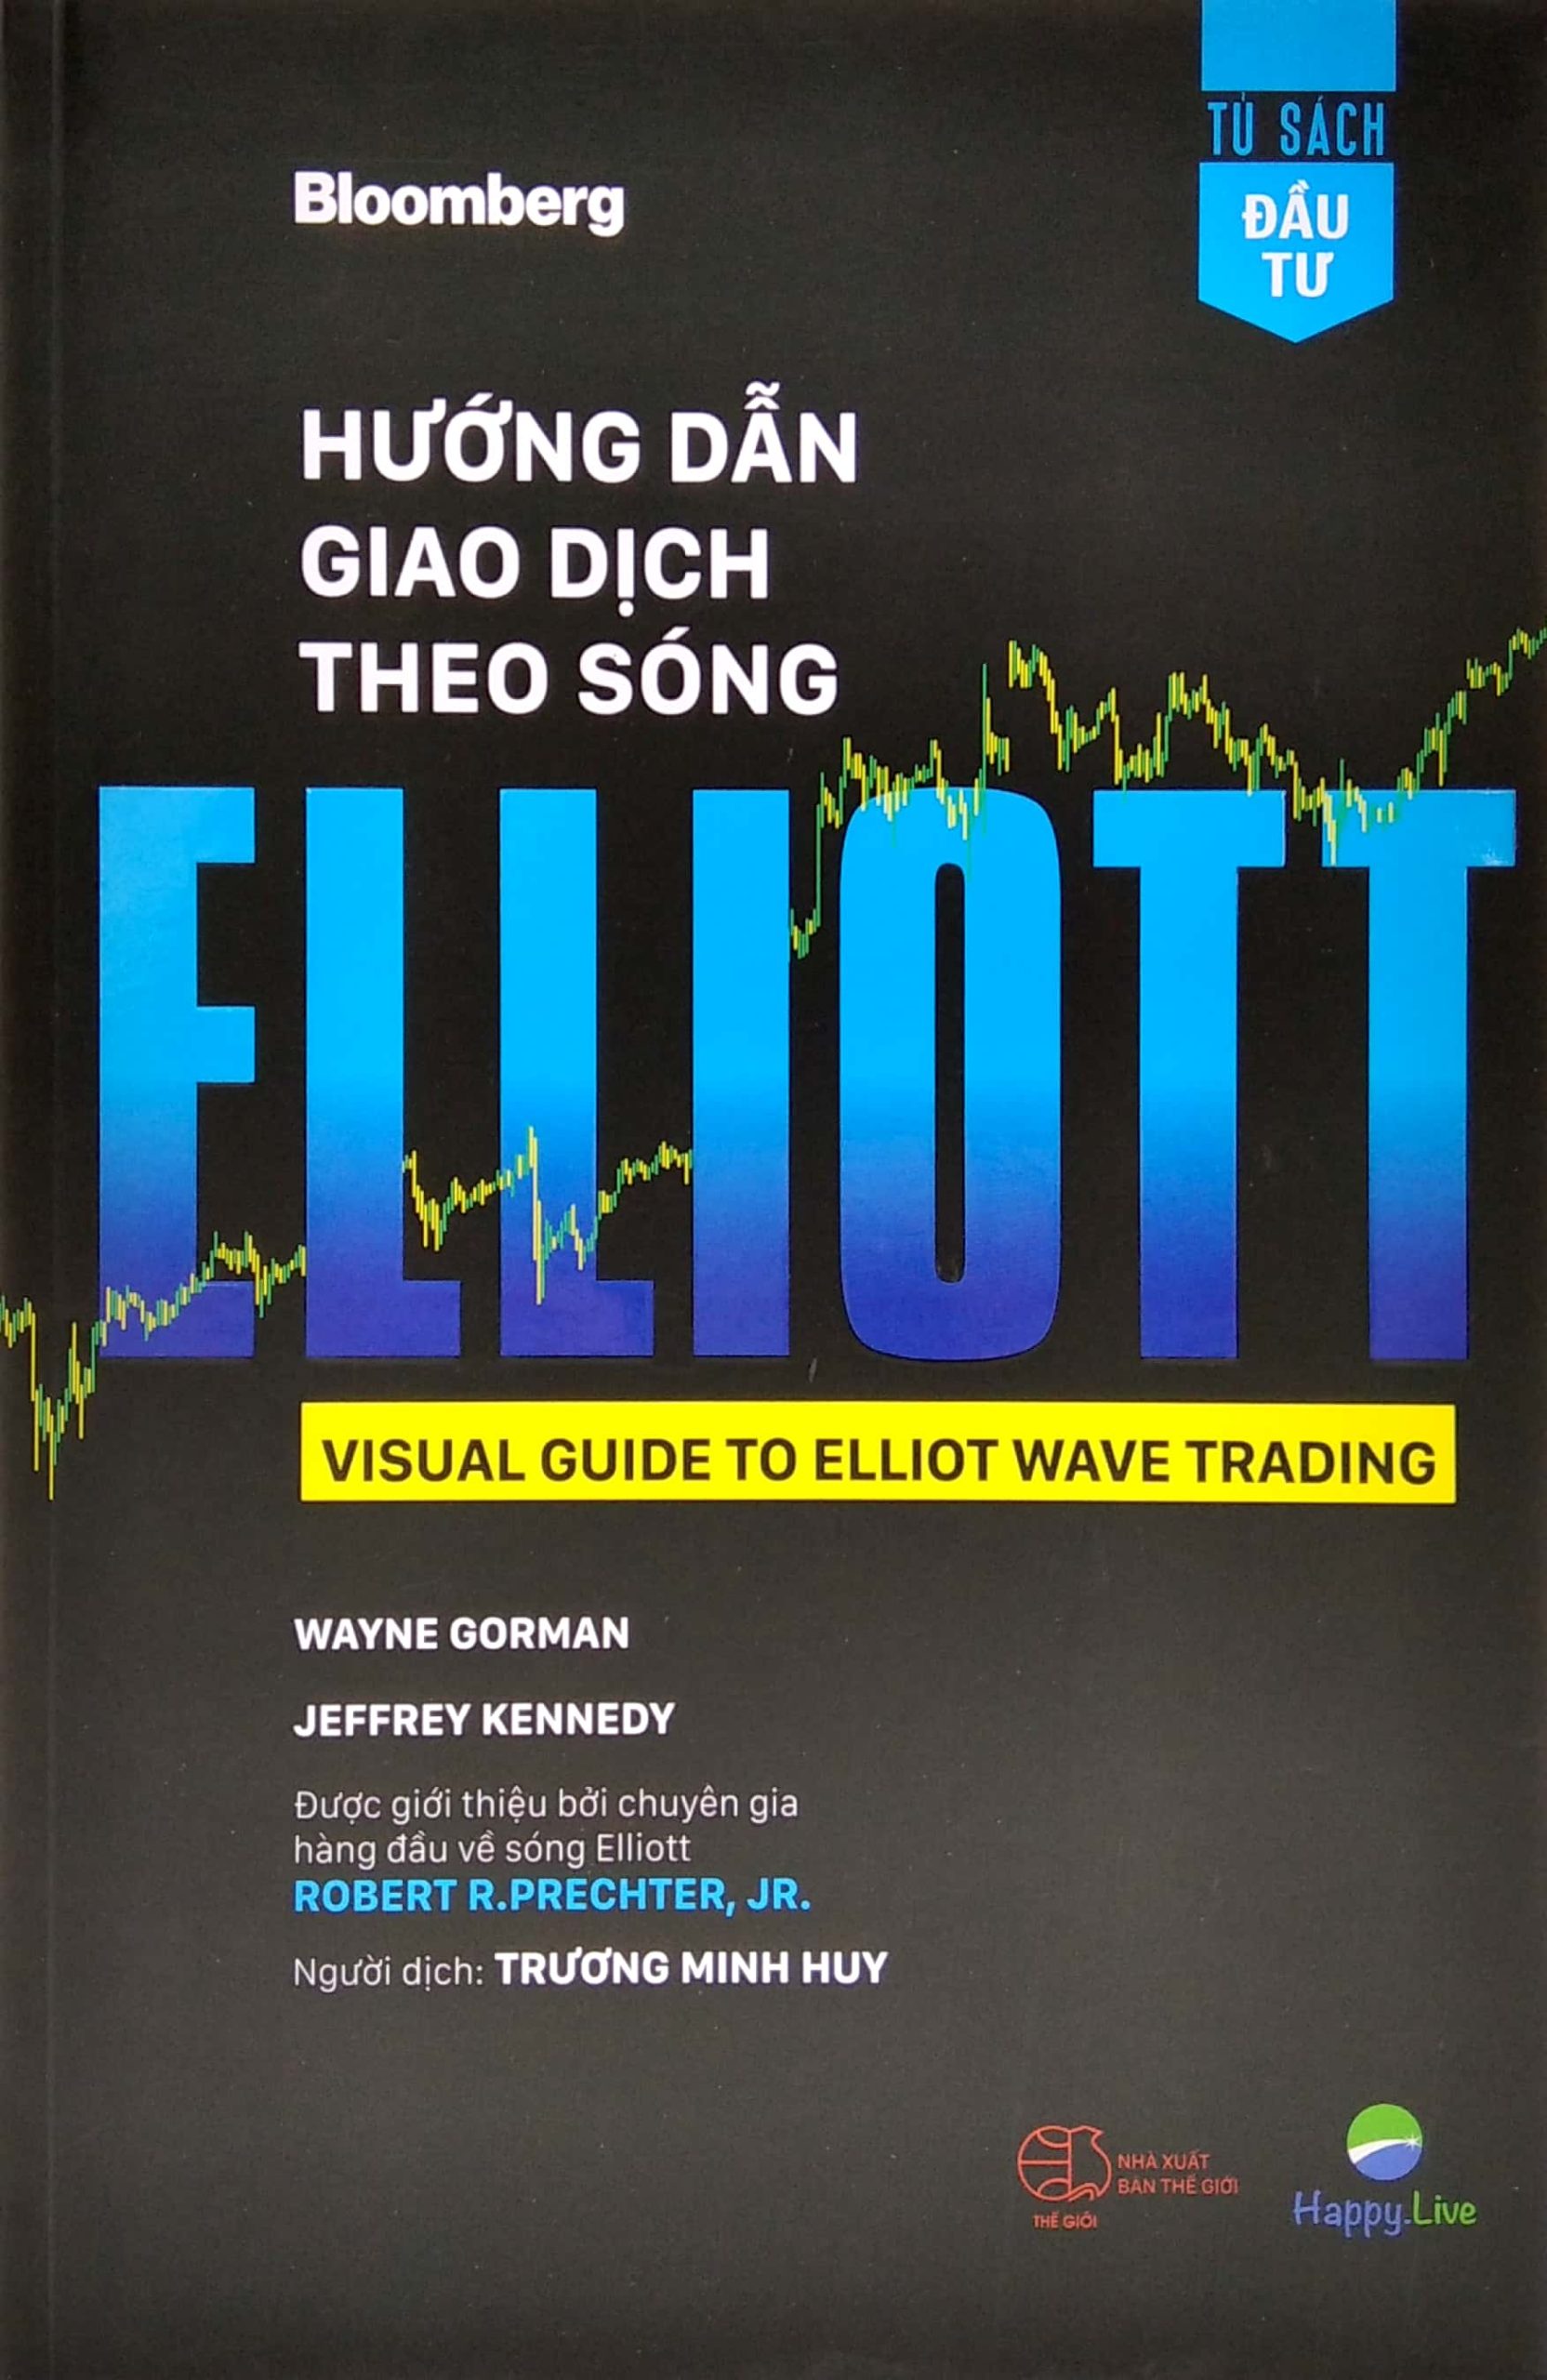 TỦ SÁCH
ĐẦU
TƯ
Bloomberg
HƯỚNG DẪN
GIAO DỊCH
THEO SÓNG
ELLIOTT
VISUAL GUIDE TO ELLIOT WAVE TRADING
WAYNE GORMAN
JEFFREY KENNEDY
Được giới thiệu bởi chuyên gia
hàng đầu về sóng Elliott
ROBERT R.PRECHTER, JR.
Người dịch: TRƯƠNG MINH HUY
NHÀ XUẤT
BẢN THẾ GIỚI
THẾ GIỚI
Happy.Live